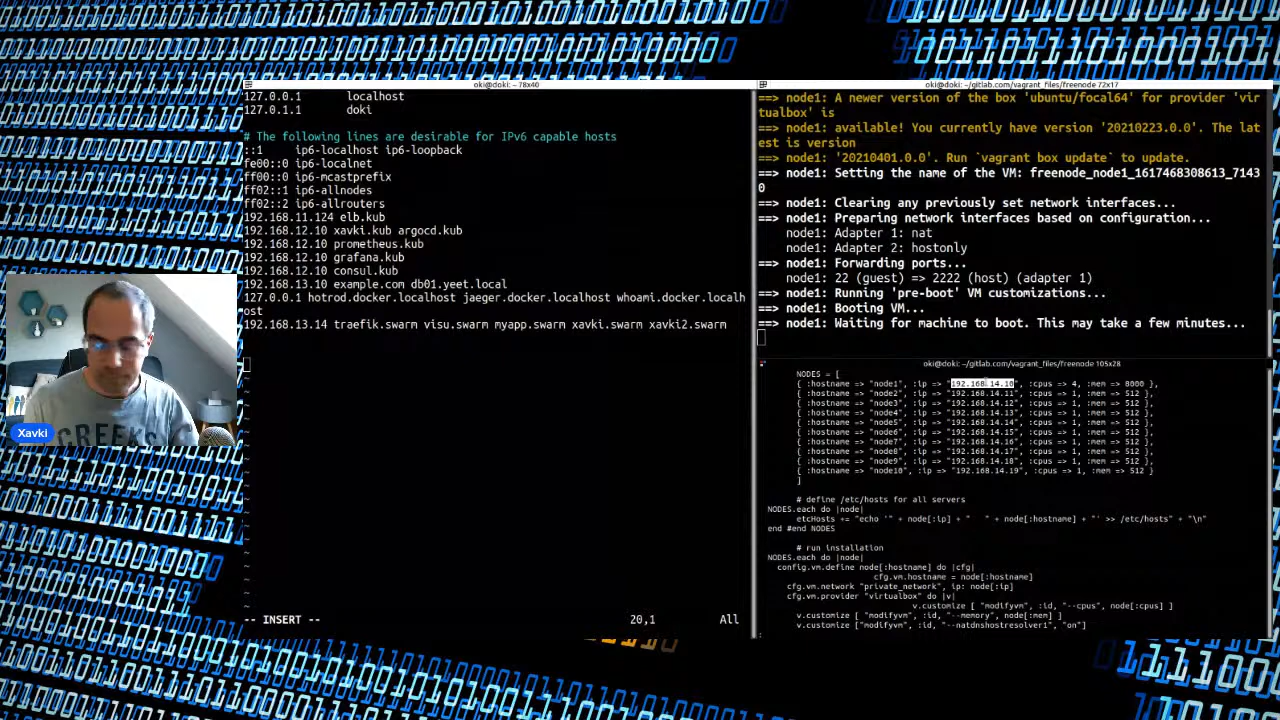 oki@doki: ~ 78x40
127.0.0.1 localhost
127.0.1.1 doki
# The following lines are desirable for IPv6 capable hosts
::1 ip6-localhost ip6-loopback
fe00::0 ip6-localnet
ff00::0 ip6-mcastprefix
ff02::1 ip6-allnodes
ff02::2 ip6-allrouters
192.168.11.124 elb.kub
192.168.12.10 xavki.kub argocd.kub
192.168.12.10 prometheus.kub
192.168.12.10 grafana.kub
192.168.12.10 consul.kub
192.168.13.10 example.com db01.yeet.local
127.0.0.1 hotrod.docker.localhost jaeger.docker.localhost whoami.docker.localh
ost
192.168.13.14 traefik.swarm visu.swarm myapp.swarm xavki.swarm xavki2.swarm
-- INSERT -- 20,1 All
oki@doki: ~/gitlab.com/vagrant_files/freenode 72x17
==> node1: A newer version of the box 'ubuntu/focal64' for provider 'vir
tualbox' is
==> node1: available! You currently have version '20210223.0.0'. The lat
est is version
==> node1: '20210401.0.0'. Run `vagrant box update` to update.
==> node1: Setting the name of the VM: freenode_node1_1617468308613_7143
0
==> node1: Clearing any previously set network interfaces...
==> node1: Preparing network interfaces based on configuration...
node1: Adapter 1: nat
node1: Adapter 2: hostonly
==> node1: Forwarding ports...
node1: 22 (guest) => 2222 (host) (adapter 1)
==> node1: Running 'pre-boot' VM customizations...
==> node1: Booting VM...
==> node1: Waiting for machine to boot. This may take a few minutes...
oki@doki: ~/gitlab.com/vagrant_files/freenode 105x28
NODES = [
{ :hostname => "node1", :ip => "192.168.14.10", :cpus => 4, :mem => 8000 },
{ :hostname => "node2", :ip => "192.168.14.11", :cpus => 1, :mem => 512 },
{ :hostname => "node3", :ip => "192.168.14.12", :cpus => 1, :mem => 512 },
{ :hostname => "node4", :ip => "192.168.14.13", :cpus => 1, :mem => 512 },
{ :hostname => "node5", :ip => "192.168.14.14", :cpus => 1, :mem => 512 },
{ :hostname => "node6", :ip => "192.168.14.15", :cpus => 1, :mem => 512 },
{ :hostname => "node7", :ip => "192.168.14.16", :cpus => 1, :mem => 512 },
{ :hostname => "node8", :ip => "192.168.14.17", :cpus => 1, :mem => 512 },
{ :hostname => "node9", :ip => "192.168.14.18", :cpus => 1, :mem => 512 },
{ :hostname => "node10", :ip => "192.168.14.19", :cpus => 1, :mem => 512 }
]
# define /etc/hosts for all servers
NODES.each do |node|
etcHosts += "echo '" + node[:ip] + " " + node[:hostname] + "' >> /etc/hosts" + "\n"
end #end NODES
# run installation
NODES.each do |node|
config.vm.define node[:hostname] do |cfg|
cfg.vm.hostname = node[:hostname]
cfg.vm.network "private_network", ip: node[:ip]
cfg.vm.provider "virtualbox" do |v|
v.customize [ "modifyvm", :id, "--cpus", node[:cpus] ]
v.customize [ "modifyvm", :id, "--memory", node[:mem] ]
v.customize ["modifyvm", :id, "--natdnshostresolver1", "on"]
:
Xavki